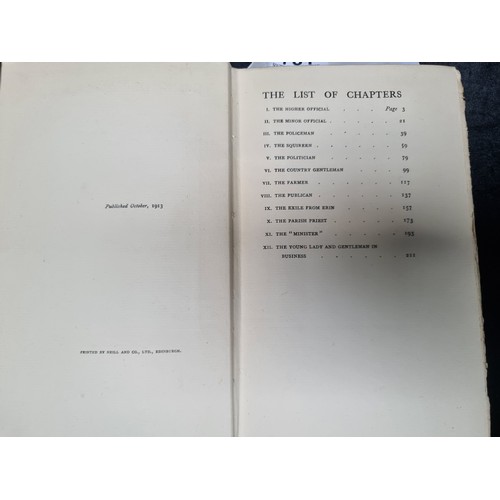 Published October, 1913
PRINTED BY NEILL AND CO., LTD., EDINBURGH.
THE LIST OF CHAPTERS
I. THE HIGHER OFFICIAL . . . Page 3
II. THE MINOR OFFICIAL . . . . . 21
III. THE POLICEMAN . . . . . 39
IV. THE SQUIREEN . . . . . 59
V. THE POLITICIAN . . . . . 79
VI. THE COUNTRY GENTLEMAN . . . . 99
VII. THE FARMER . . . . . . 117
VIII. THE PUBLICAN . . . . . 137
IX. THE EXILE FROM ERIN . . . . 157
X. THE PARISH PRIEST . . . . 173
XI. THE "MINISTER" . . . . . 193
XII. THE YOUNG LADY AND GENTLEMAN IN
BUSINESS . . . . . . 211